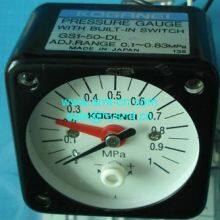 KOGANEI
PRESSURE GAUGE
WITH BUILT-IN SWITCH
GS1-50-DL
ADJ.RANGE 0.1~0.83MPa
MADE IN JAPAN 138
0.5
0.4 0.6
0.3 0.7
KOGANEI
0.2 0.8
0.1 0.9
MPa
0 1
- +